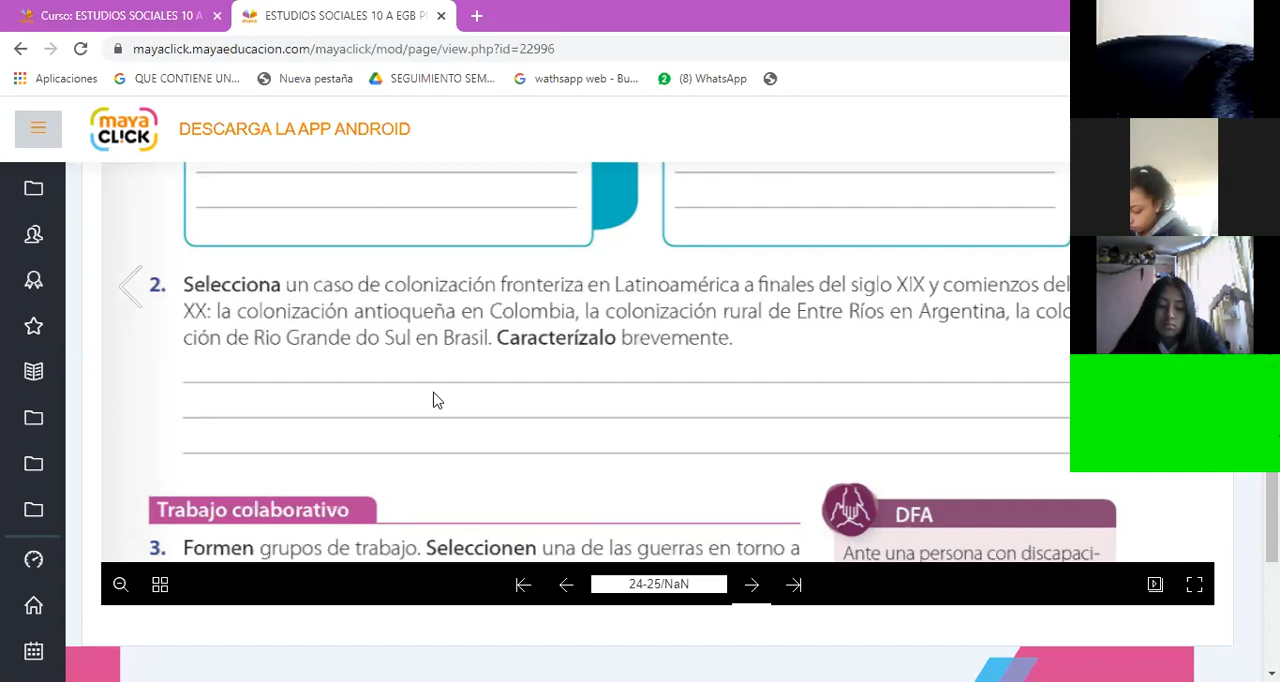 Curso: ESTUDIOS SOCIALES 10 A
ESTUDIOS SOCIALES 10 A EGB P
mayaclick.mayaeducacion.com/mayaclick/mod/page/view.php?id=22996
Aplicaciones
QUE CONTIENE UN...
Nueva pestaña
SEGUIMIENTO SEM...
wathsapp web - Bu...
2
(8) WhatsApp
maya
CL!CK
DESCARGA LA APP ANDROID
2. Selecciona un caso de colonización fronteriza en Latinoamérica a finales del siglo XIX y comienzos del
XX: la colonización antioqueña en Colombia, la colonización rural de Entre Ríos en Argentina, la colo
ción de Rio Grande do Sul en Brasil. Caracterízalo brevemente.
Trabajo colaborativo
3. Formen grupos de trabajo. Seleccionen una de las guerras en torno a
DFA
Ante una persona con discapaci-
24-25/NaN